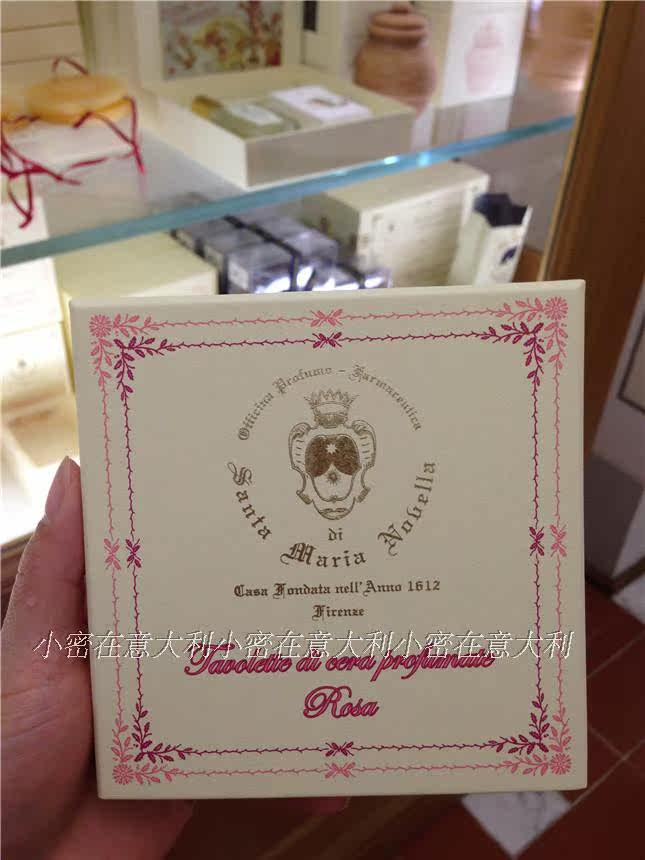 Officina Profumo - Farmaceutica
Santa Maria Novella
di
Casa Fondata nell'Anno 1612
Firenze
小密在意大利小密在意大利小密在意大利
Tavolette di cera profumate
Rosa